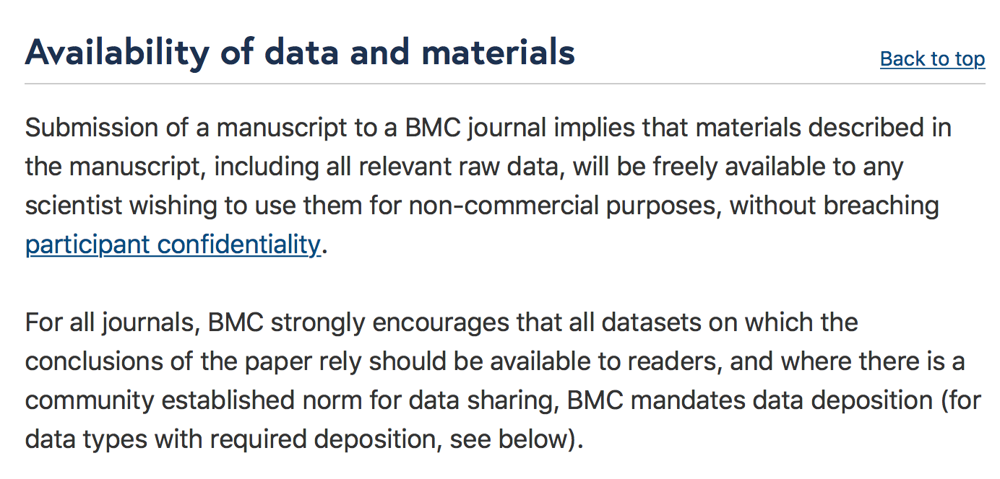 Availability of data and materials
Back to top
Submission of a manuscript to a BMC journal implies that materials described in
the manuscript, including all relevant raw data, will be freely available to any
scientist wishing to use them for non-commercial purposes, without breaching
participant confidentiality.
For all journals, BMC strongly encourages that all datasets on which the
conclusions of the paper rely should be available to readers, and where there is a
community established norm for data sharing, BMC mandates data deposition (for
data types with required deposition, see below).